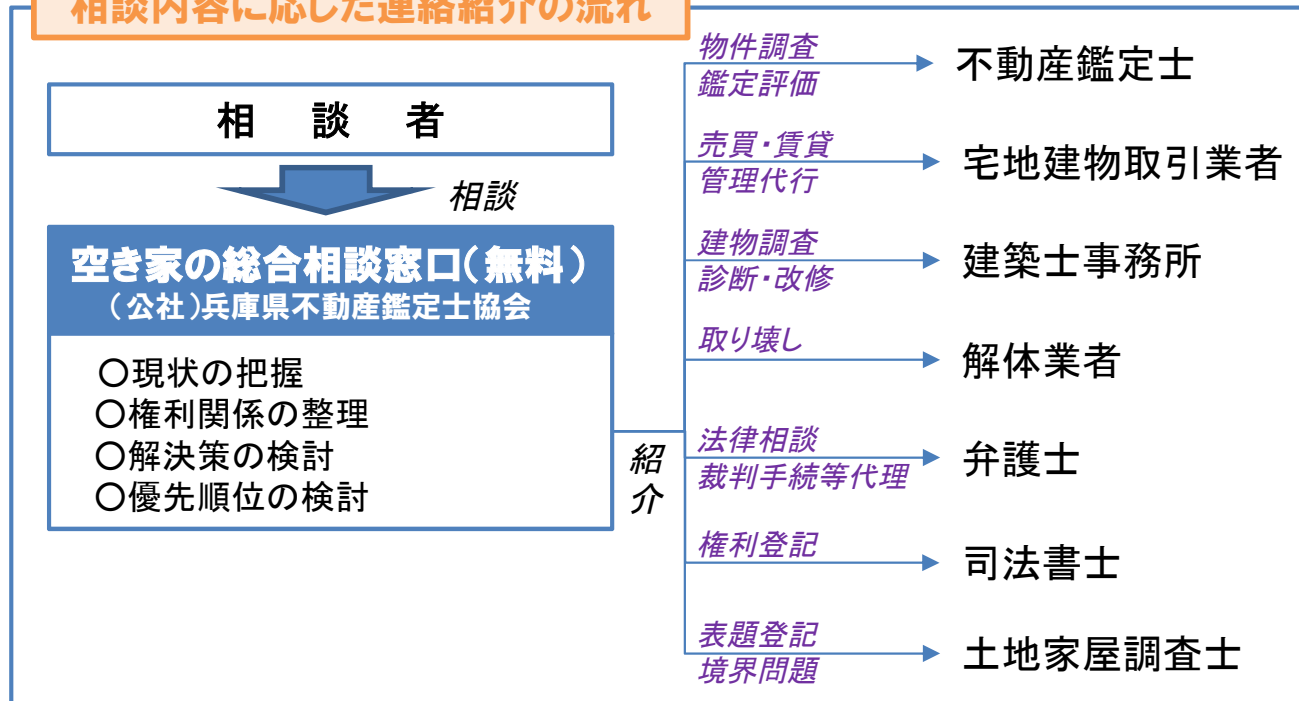 相談内容に応じた連絡紹介の流れ
相　談　者
相談
空き家の総合相談窓口（無料）
（公社）兵庫県不動産鑑定士協会
〇現状の把握
〇権利関係の整理
〇解決策の検討
〇優先順位の検討
紹介
物件調査
鑑定評価
不動産鑑定士
売買・賃貸
管理代行
宅地建物取引業者
建物調査
診断・改修
建築士事務所
取り壊し
解体業者
法律相談
裁判手続等代理
弁護士
権利登記
司法書士
表題登記
境界問題
土地家屋調査士